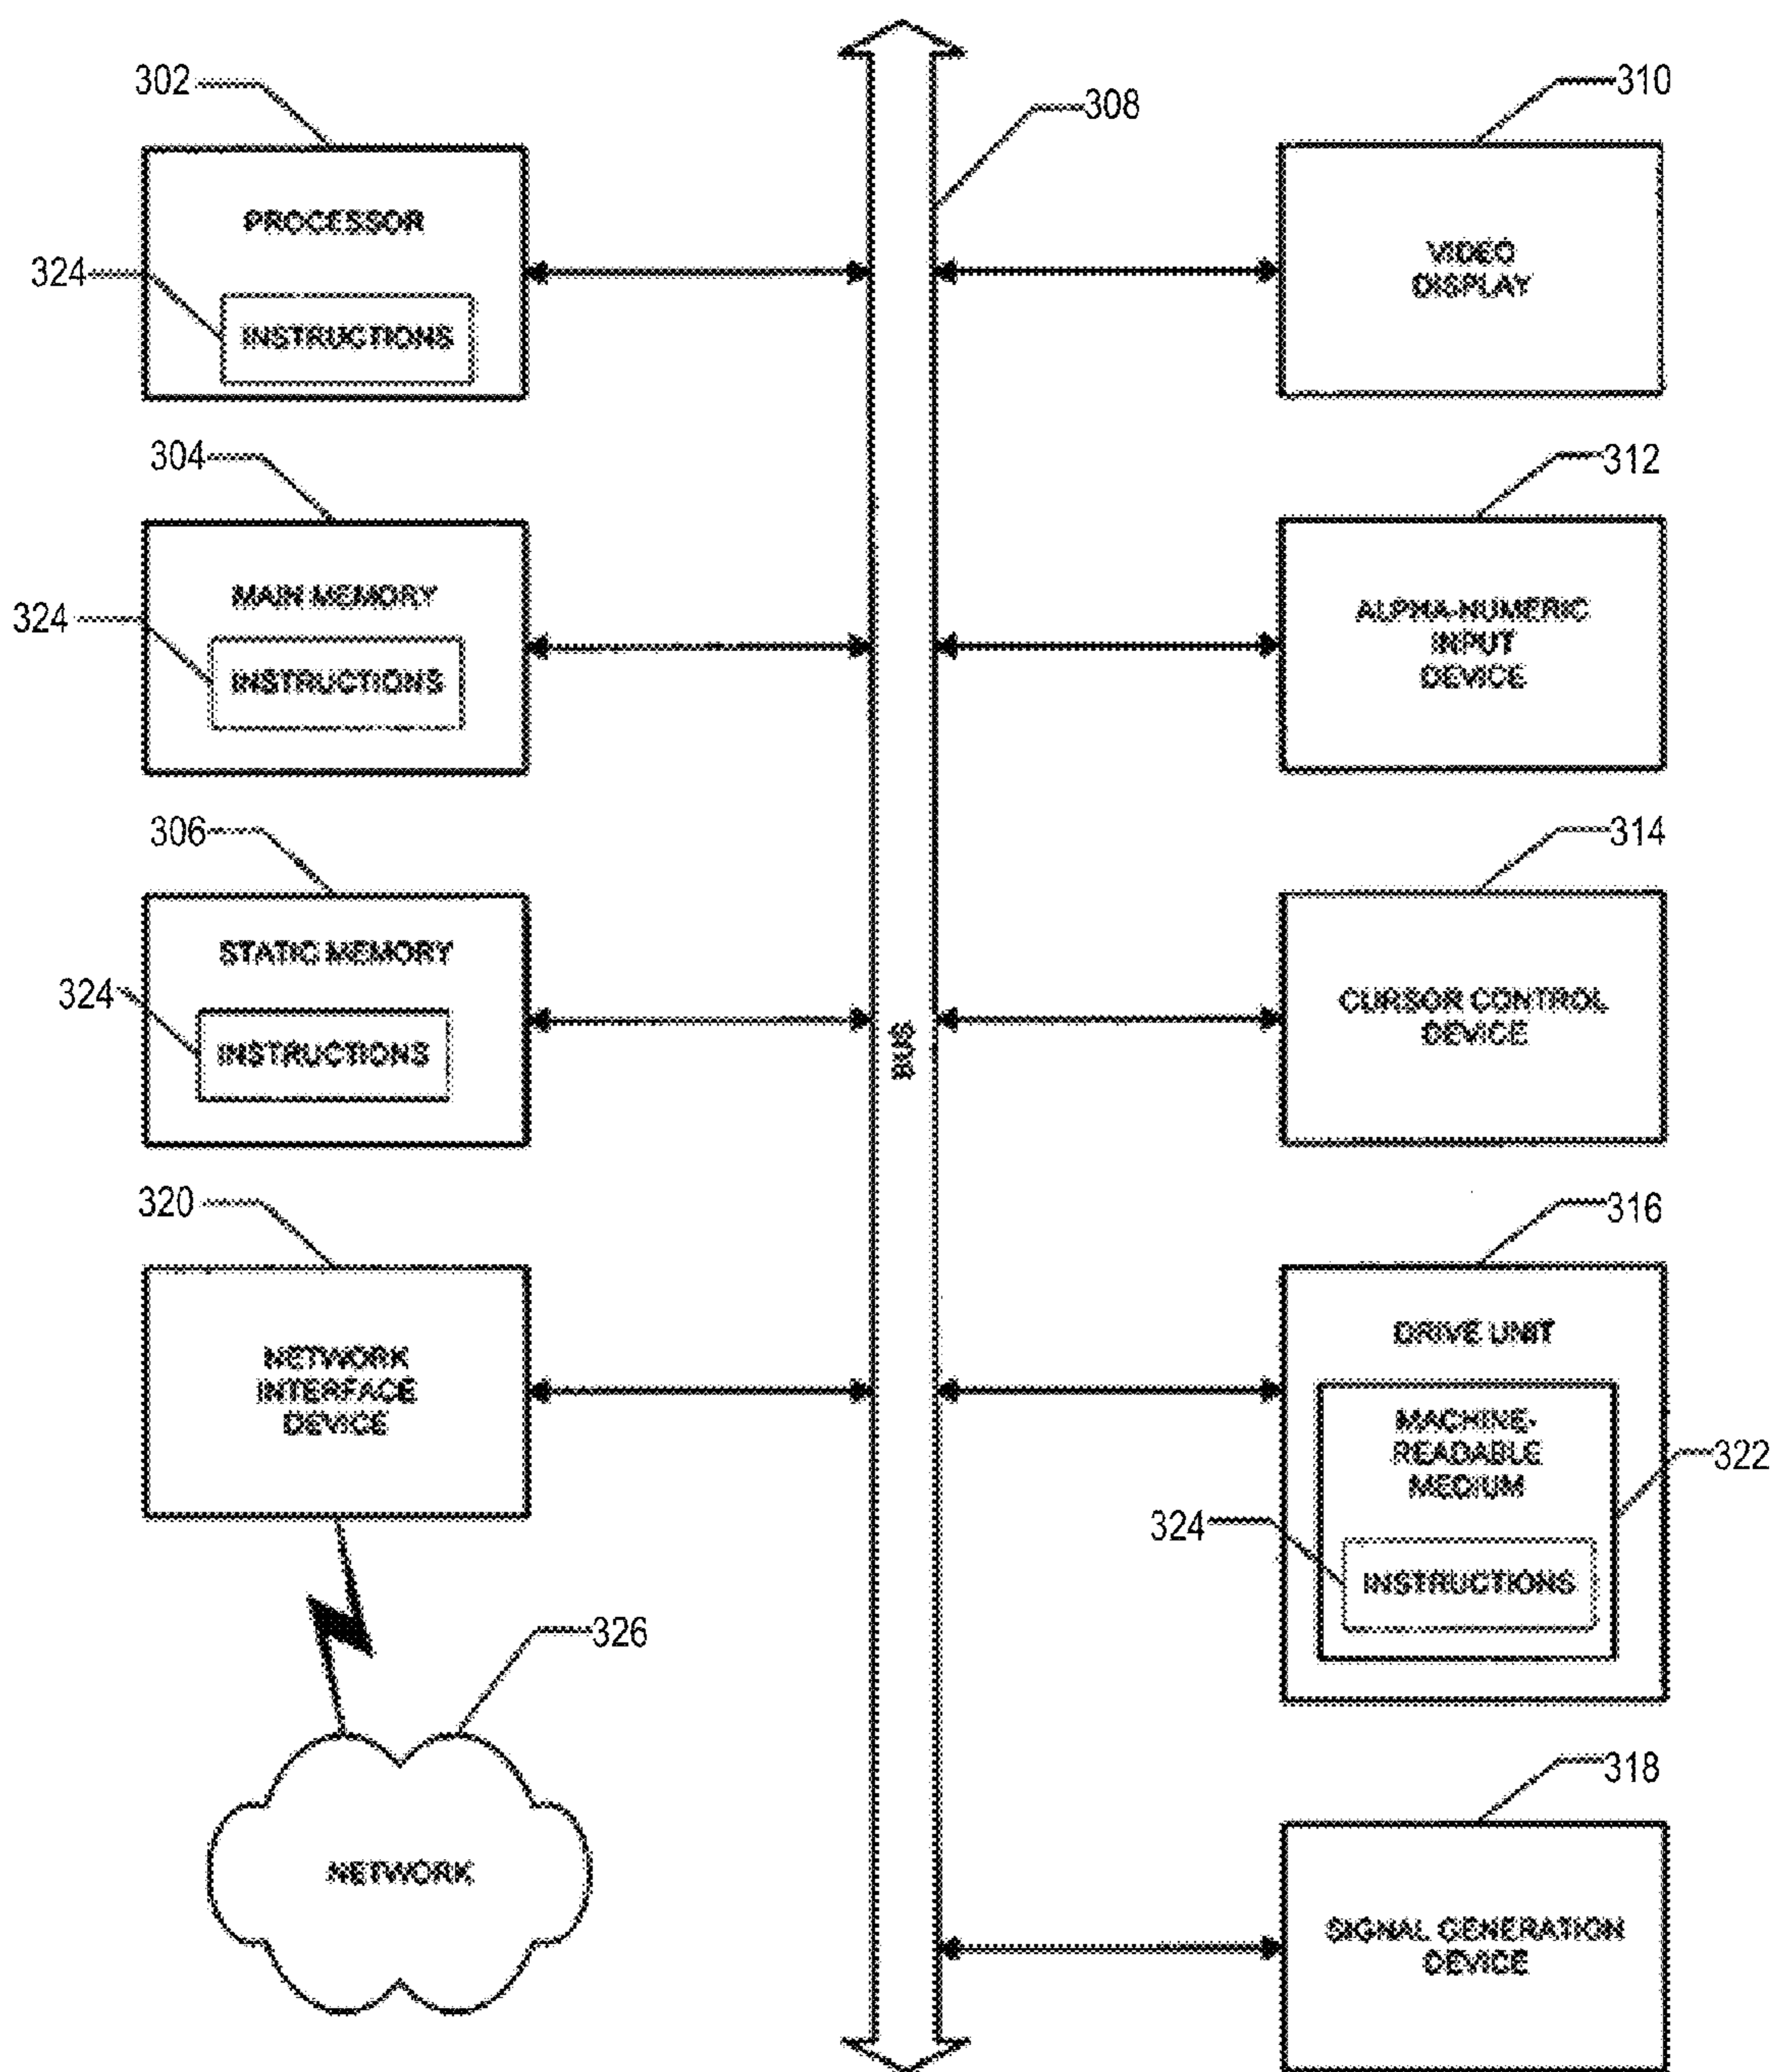 302
308
310
PROCESSOR
324
INSTRUCTIONS
VIDEO
DISPLAY
304
312
MAIN MEMORY
324
INSTRUCTIONS
ALPHA-NUMERIC
INPUT
DEVICE
306
314
STATIC MEMORY
324
INSTRUCTIONS
BUS
CURSOR CONTROL
DEVICE
320
316
NETWORK
INTERFACE
DEVICE
DRIVE UNIT
MACHINE-
READABLE
MEDIUM
322
324
INSTRUCTIONS
326
NETWORK
318
SIGNAL GENERATION
DEVICE